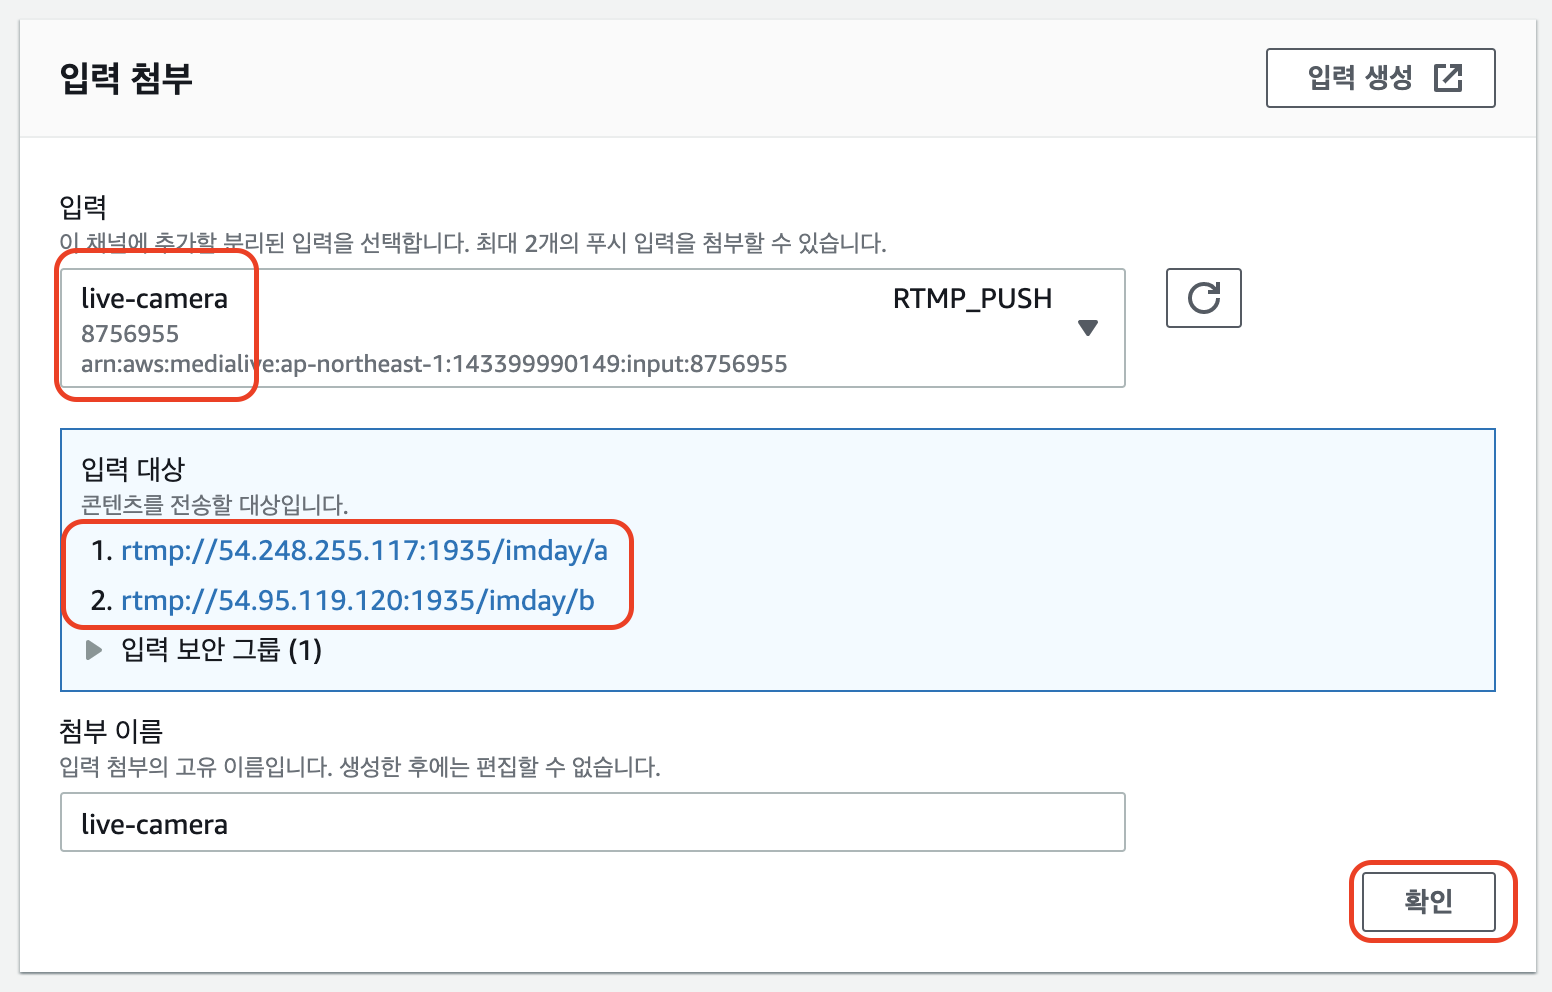 입력 첨부
입력 생성
입력
이 채널에 추가할 분리된 입력을 선택합니다. 최대 2개의 푸시 입력을 첨부할 수 있습니다.
live-camera RTMP_PUSH
8756955
arn:aws:medialive:ap-northeast-1:143399990149:input:8756955
입력 대상
콘텐츠를 전송할 대상입니다.
1. rtmp://54.248.255.117:1935/imday/a
2. rtmp://54.95.119.120:1935/imday/b
입력 보안 그룹 (1)
첨부 이름
입력 첨부의 고유 이름입니다. 생성한 후에는 편집할 수 없습니다.
live-camera
확인